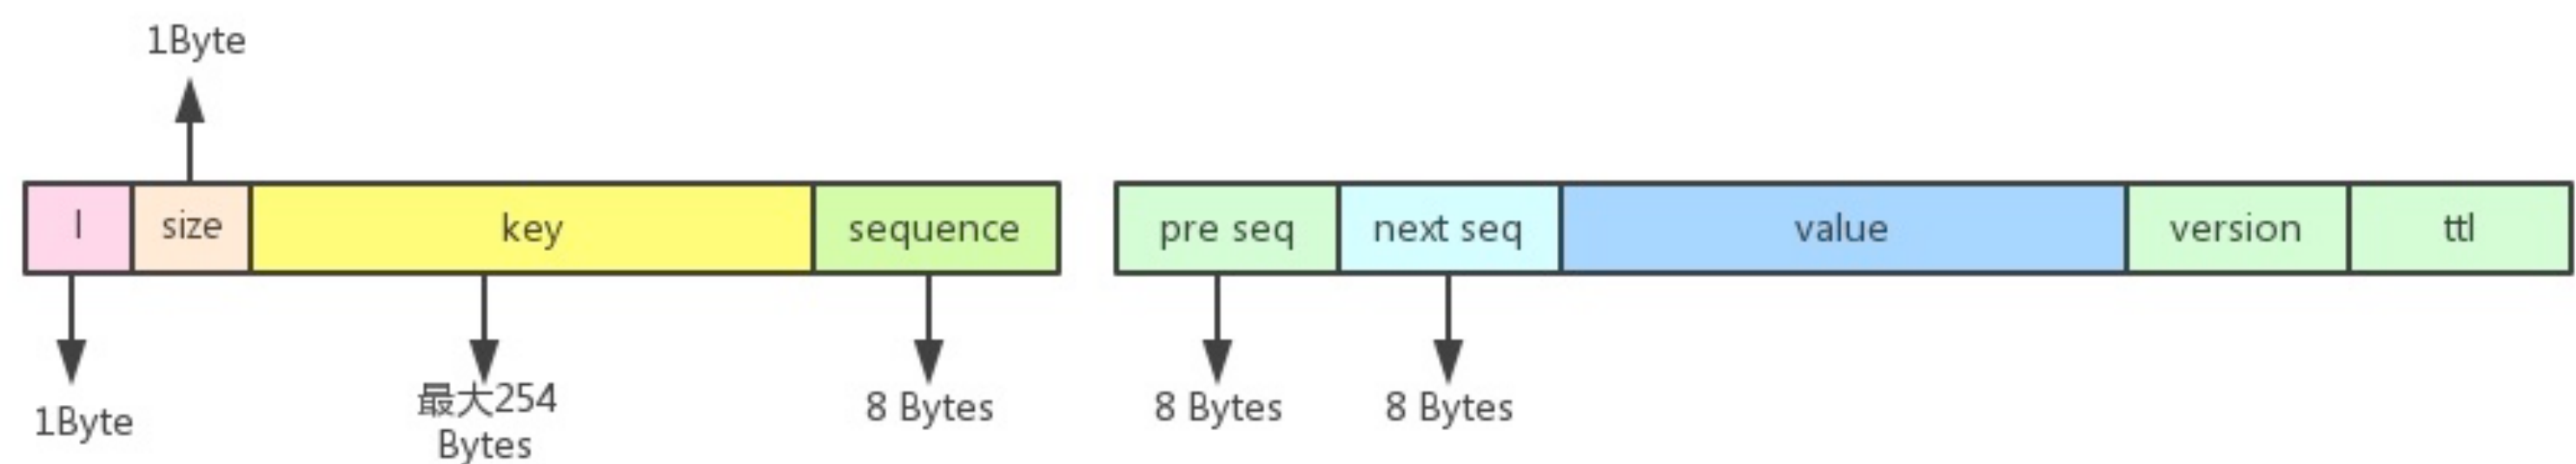 1Byte
l
size
key
sequence
pre seq
next seq
value
version
ttl
1Byte
最大254
Bytes
8 Bytes
8 Bytes
8 Bytes